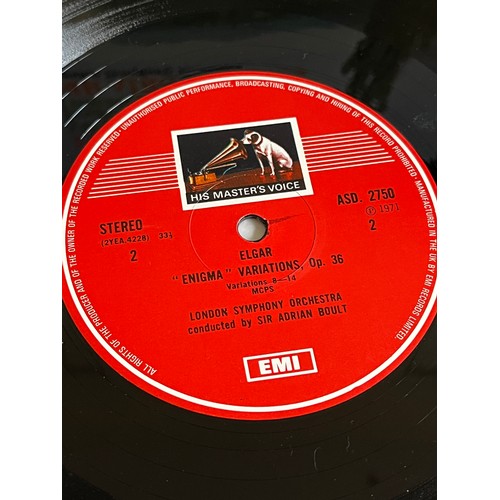 ALL RIGHTS OF THE PRODUCER AND OF THE OWNER OF THE RECORDED WORK RESERVED · UNAUTHORISED PUBLIC PERFORMANCE, BROADCASTING, COPYING AND HIRING OF THIS RECORD PROHIBITED · MANUFACTURED IN THE UK BY EMI RECORDS LIMITED.
HIS MASTER'S VOICE
STEREO
(2YEA.4228) 33⅓
2
ASD. 2750
℗ 1971
2
ELGAR
"ENIGMA" VARIATIONS, Op. 36
Variations 8—14
MCPS
LONDON SYMPHONY ORCHESTRA
conducted by SIR ADRIAN BOULT
EMI